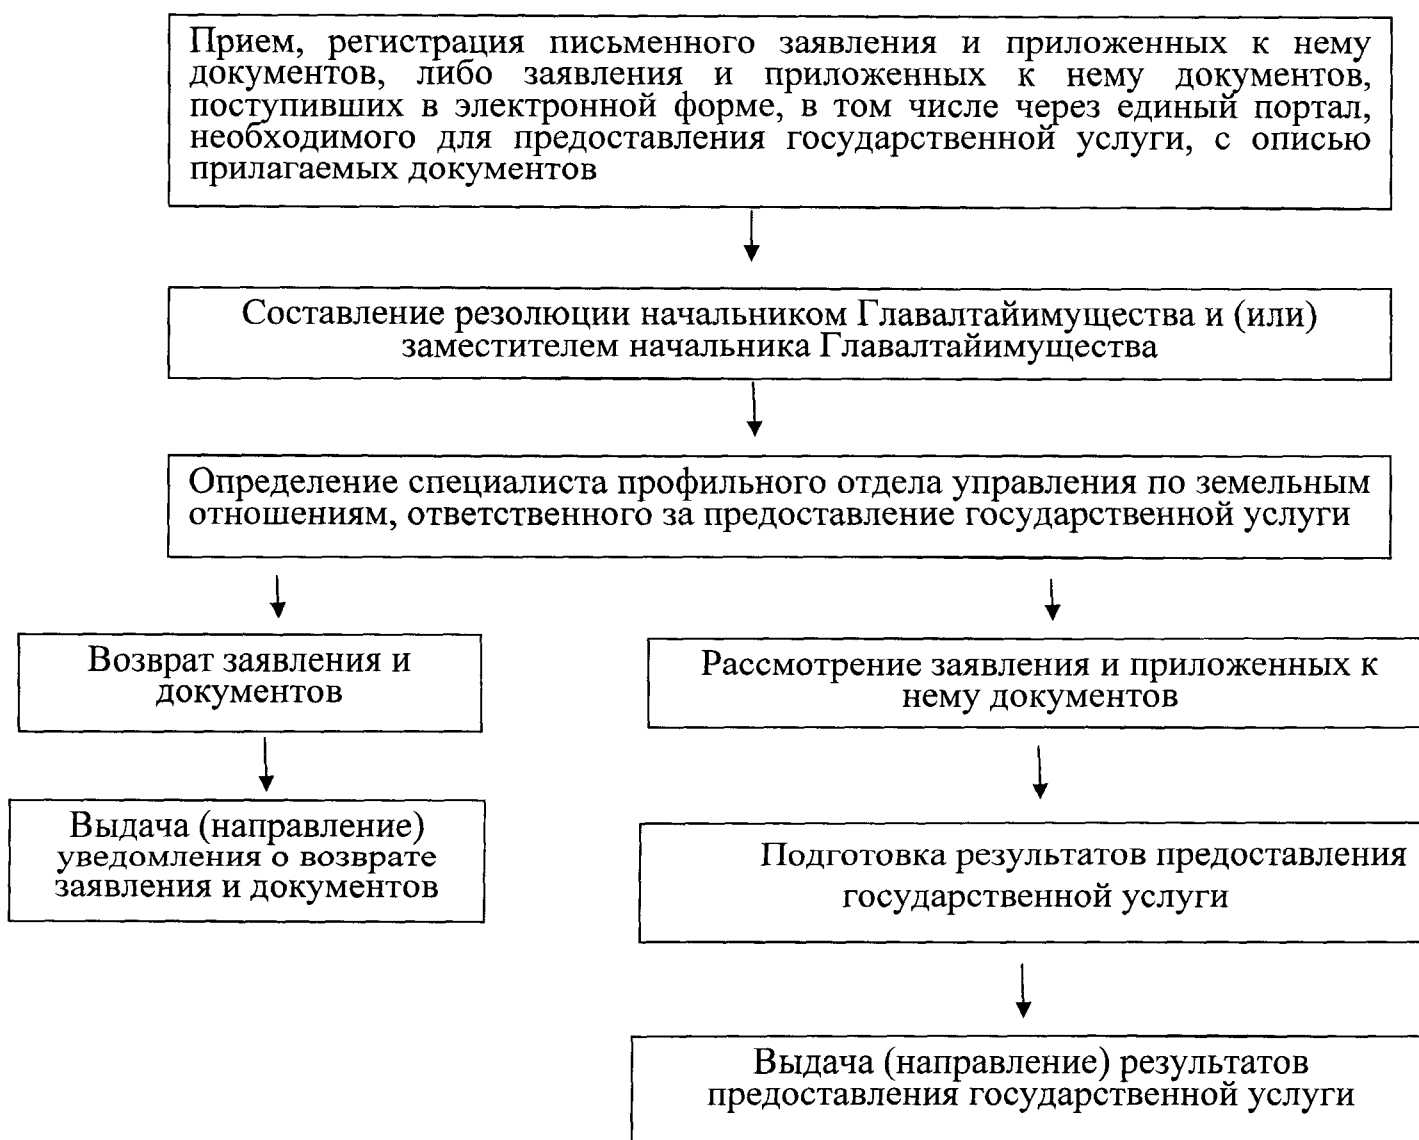 Прием, регистрация письменного заявления и приложенных к нему
документов, либо заявления и приложенных к нему документов,
поступивших в электронной форме, в том числе через единый портал,
необходимого для предоставления государственной услуги, с описью
прилагаемых документов
Составление резолюции начальником Главалтайимущества и (или)
заместителем начальника Главалтайимущества
Определение специалиста профильного отдела управления по земельным
отношениям, ответственного за предоставление государственной услуги
Возврат заявления и
документов
Выдача (направление)
уведомления о возврате
заявления и документов
Рассмотрение заявления и приложенных к
нему документов
Подготовка результатов предоставления
государственной услуги
Выдача (направление) результатов
предоставления государственной услуги